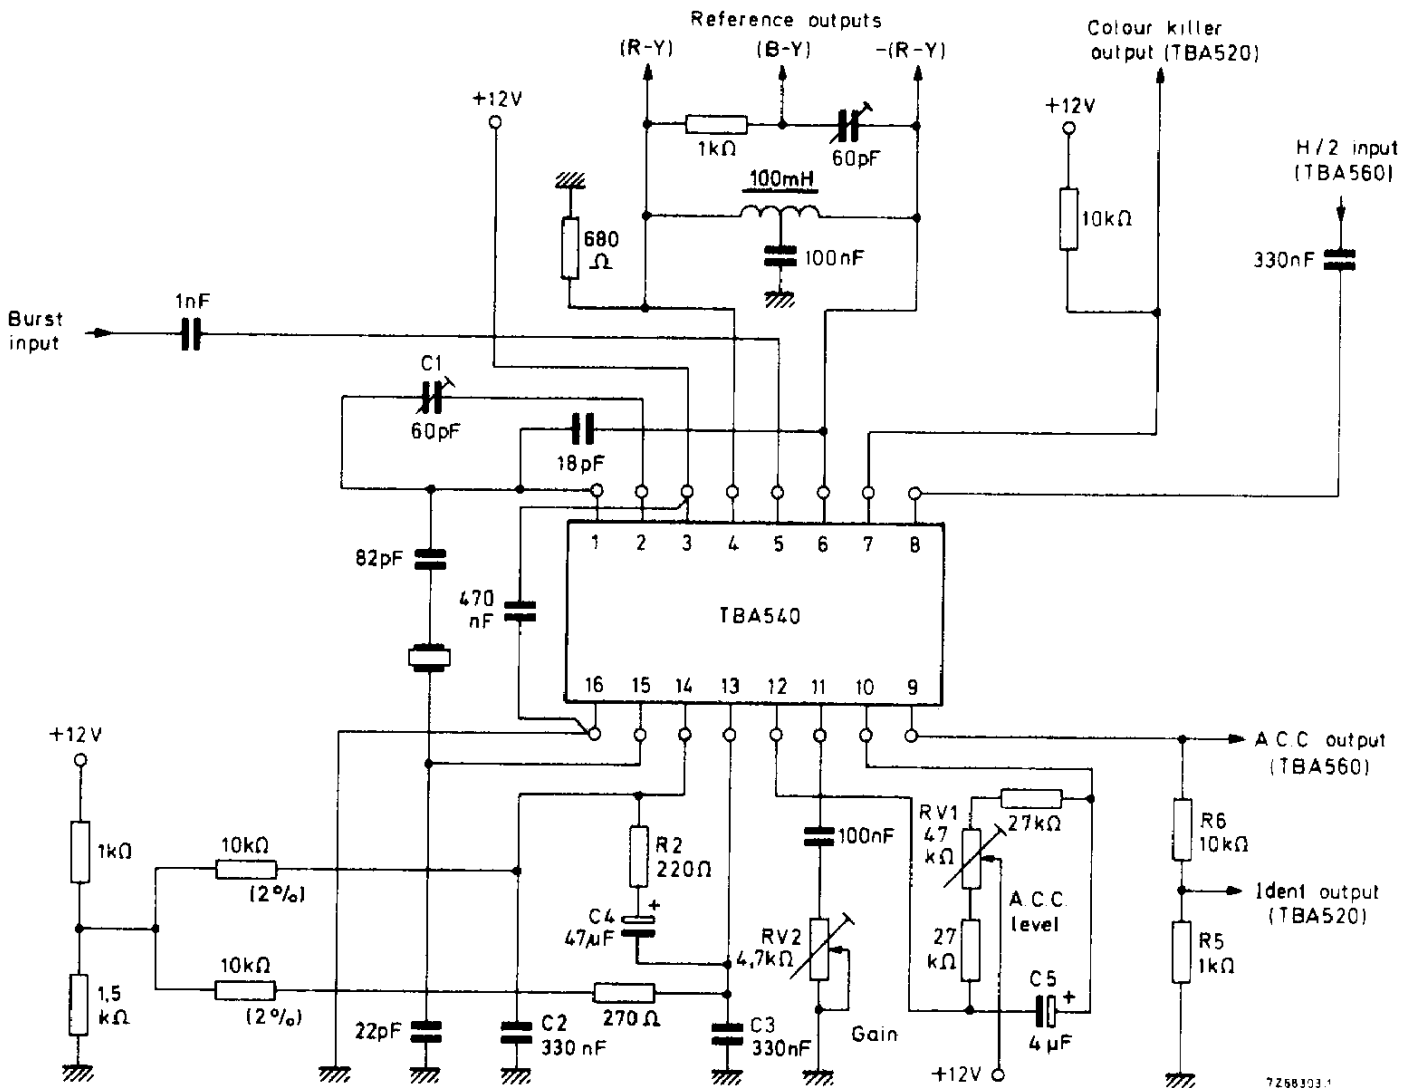 Reference outputs
(R-Y)
(B-Y)
-(R-Y)
Colour killer
output (TBA520)
+12V
+12V
H/2 input
(TBA560)
1kΩ
60pF
100mH
680
Ω
100nF
10kΩ
330nF
Burst
input
1nF
C1
60pF
18pF
1 2 3 4 5 6 7 8
82pF
470
nF
TBA540
16 15 14 13 12 11 10 9
+12V
A.C.C. output
(TBA560)
1kΩ
10kΩ
(2%)
R2
220Ω
100nF
RV1
47
kΩ
27kΩ
R6
10kΩ
C4
+
47µF
RV2
4,7kΩ
A.C.C.
level
Ident output
(TBA520)
1,5
kΩ
10kΩ
(2%)
270Ω
27
kΩ
C5
+
4µF
R5
1kΩ
22pF
C2
330nF
C3
330nF
Gain
+12V
7Z66303.1